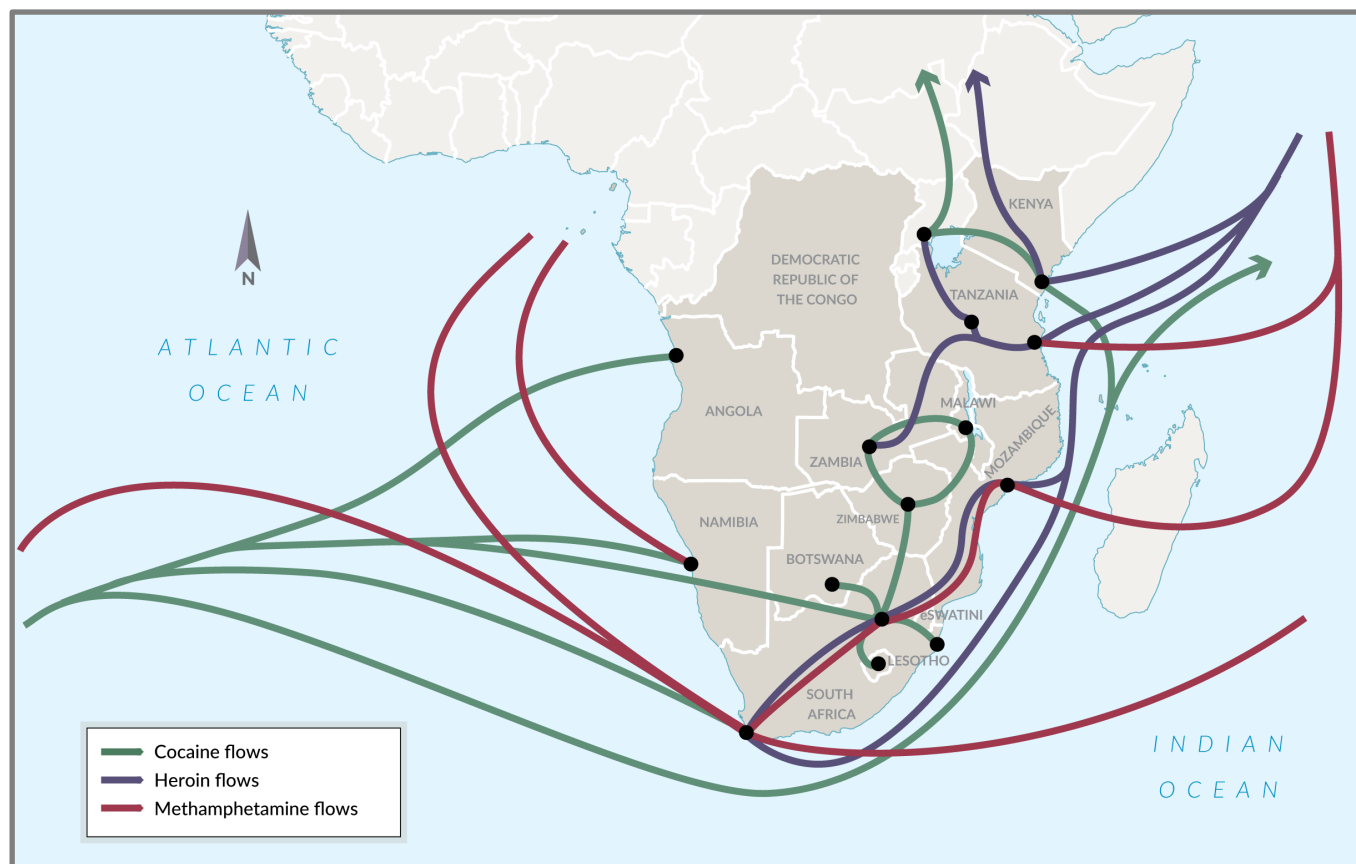 KENYA
DEMOCRATIC
REPUBLIC OF
THE CONGO
TANZANIA
N
ATLANTIC
OCEAN
ANGOLA
MALAWI
MOZAMBIQUE
ZAMBIA
NAMIBIA
ZIMBABWE
BOTSWANA
eSWATINI
LESOTHO
SOUTH
AFRICA
INDIAN
OCEAN
Cocaine flows
Heroin flows
Methamphetamine flows